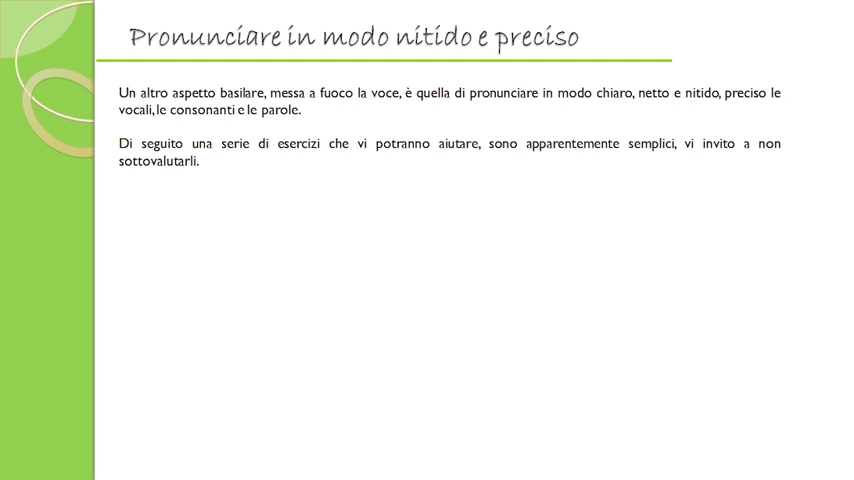 Pronunciare in modo nitido e preciso
Un altro aspetto basilare, messa a fuoco la voce, è quella di pronunciare in modo chiaro, netto e nitido, preciso le
vocali, le consonanti e le parole.
Di seguito una serie di esercizi che vi potranno aiutare, sono apparentemente semplici, vi invito a non
sottovalutarli.